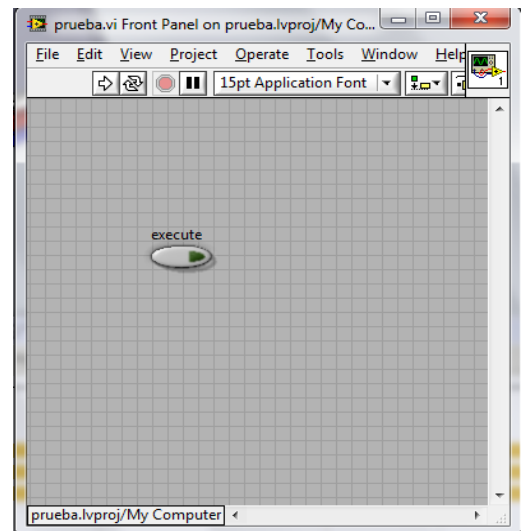 prueba.vi Front Panel on prueba.lvproj/My Co...
File Edit View Project Operate Tools Window Help
15pt Application Font
1
execute
prueba.lvproj/My Computer